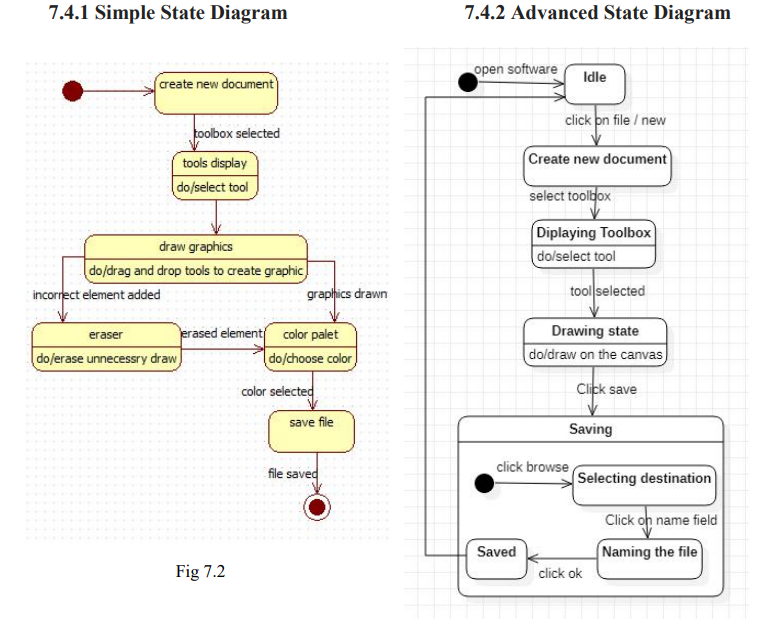 7.4.1 Simple State Diagram
create new document
toolbox selected
tools display
do/select tool
draw graphics
do/drag and drop tools to create graphic
incorrect element added
graphics drawn
eraser
do/erase unnecessry draw
erased element
color palet
do/choose color
color selected
save file
file saved
Fig 7.2
7.4.2 Advanced State Diagram
open software
Idle
click on file / new
Create new document
select toolbox
Diplaying Toolbox
do/select tool
tool selected
Drawing state
do/draw on the canvas
Click save
Saving
click browse
Selecting destination
Click on name field
Naming the file
click ok
Saved